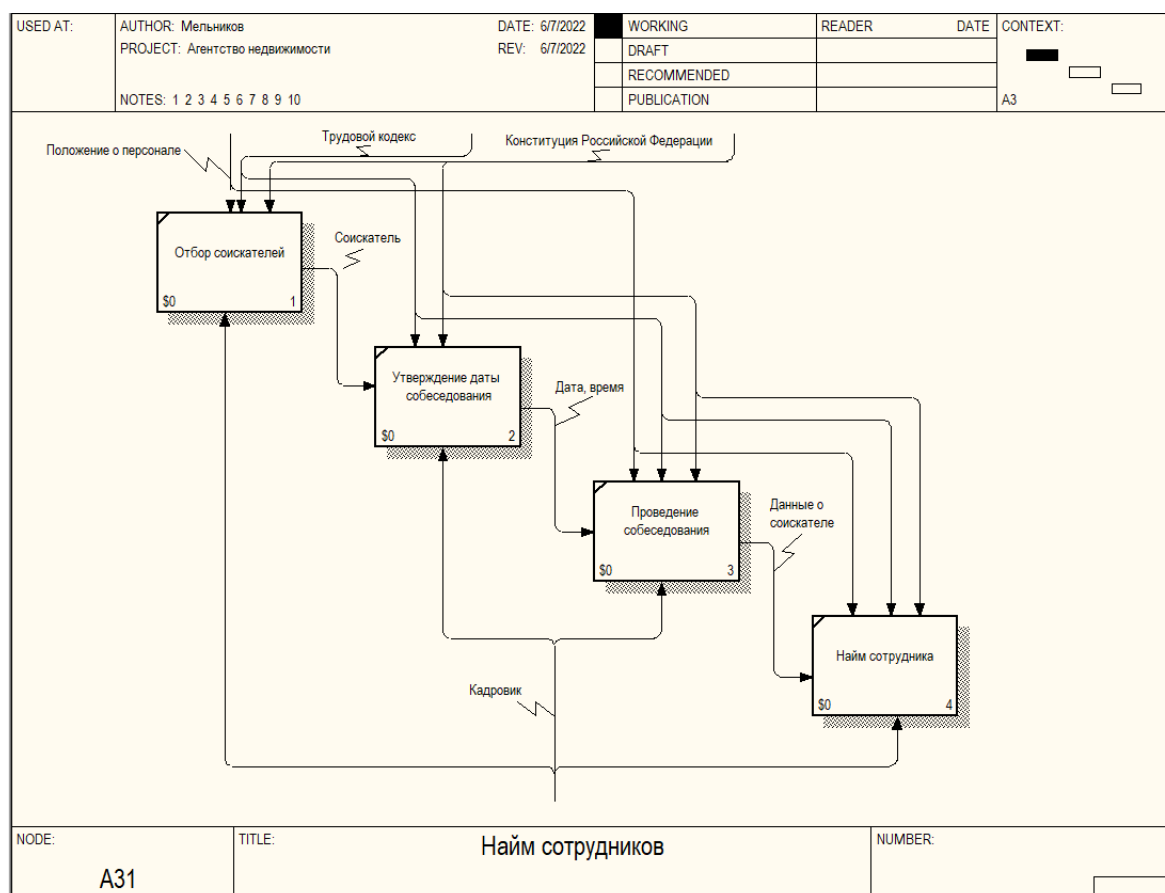 USED AT:
AUTHOR: Мельников
DATE: 6/7/2022
PROJECT: Агентство недвижимости
REV: 6/7/2022
NOTES: 1 2 3 4 5 6 7 8 9 10
WORKING
DRAFT
RECOMMENDED
PUBLICATION
READER
DATE
CONTEXT:
A3
Положение о персонале
Трудовой кодекс
Конституция Российской Федерации
Отбор соискателей
$0
1
Соискатель
Утверждение даты
собеседования
$0
2
Дата, время
Проведение
собеседования
$0
3
Данные о
соискателе
Найм сотрудника
$0
4
Кадровик
NODE:
A31
TITLE:
Найм сотрудников
NUMBER: